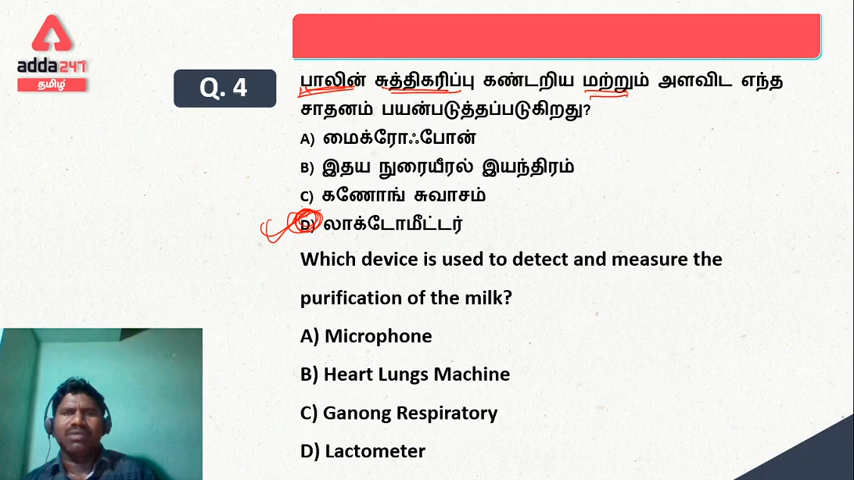 adda247
தமிழ்
Q. 4
பாலின் சுத்திகரிப்பு கண்டறிய மற்றும் அளவிட எந்த
சாதனம் பயன்படுத்தப்படுகிறது?
A) மைக்ரோஃபோன்
B) இதய நுரையீரல் இயந்திரம்
C) கணோங் சுவாசம்
D) லாக்டோமீட்டர்
Which device is used to detect and measure the
purification of the milk?
A) Microphone
B) Heart Lungs Machine
C) Ganong Respiratory
D) Lactometer